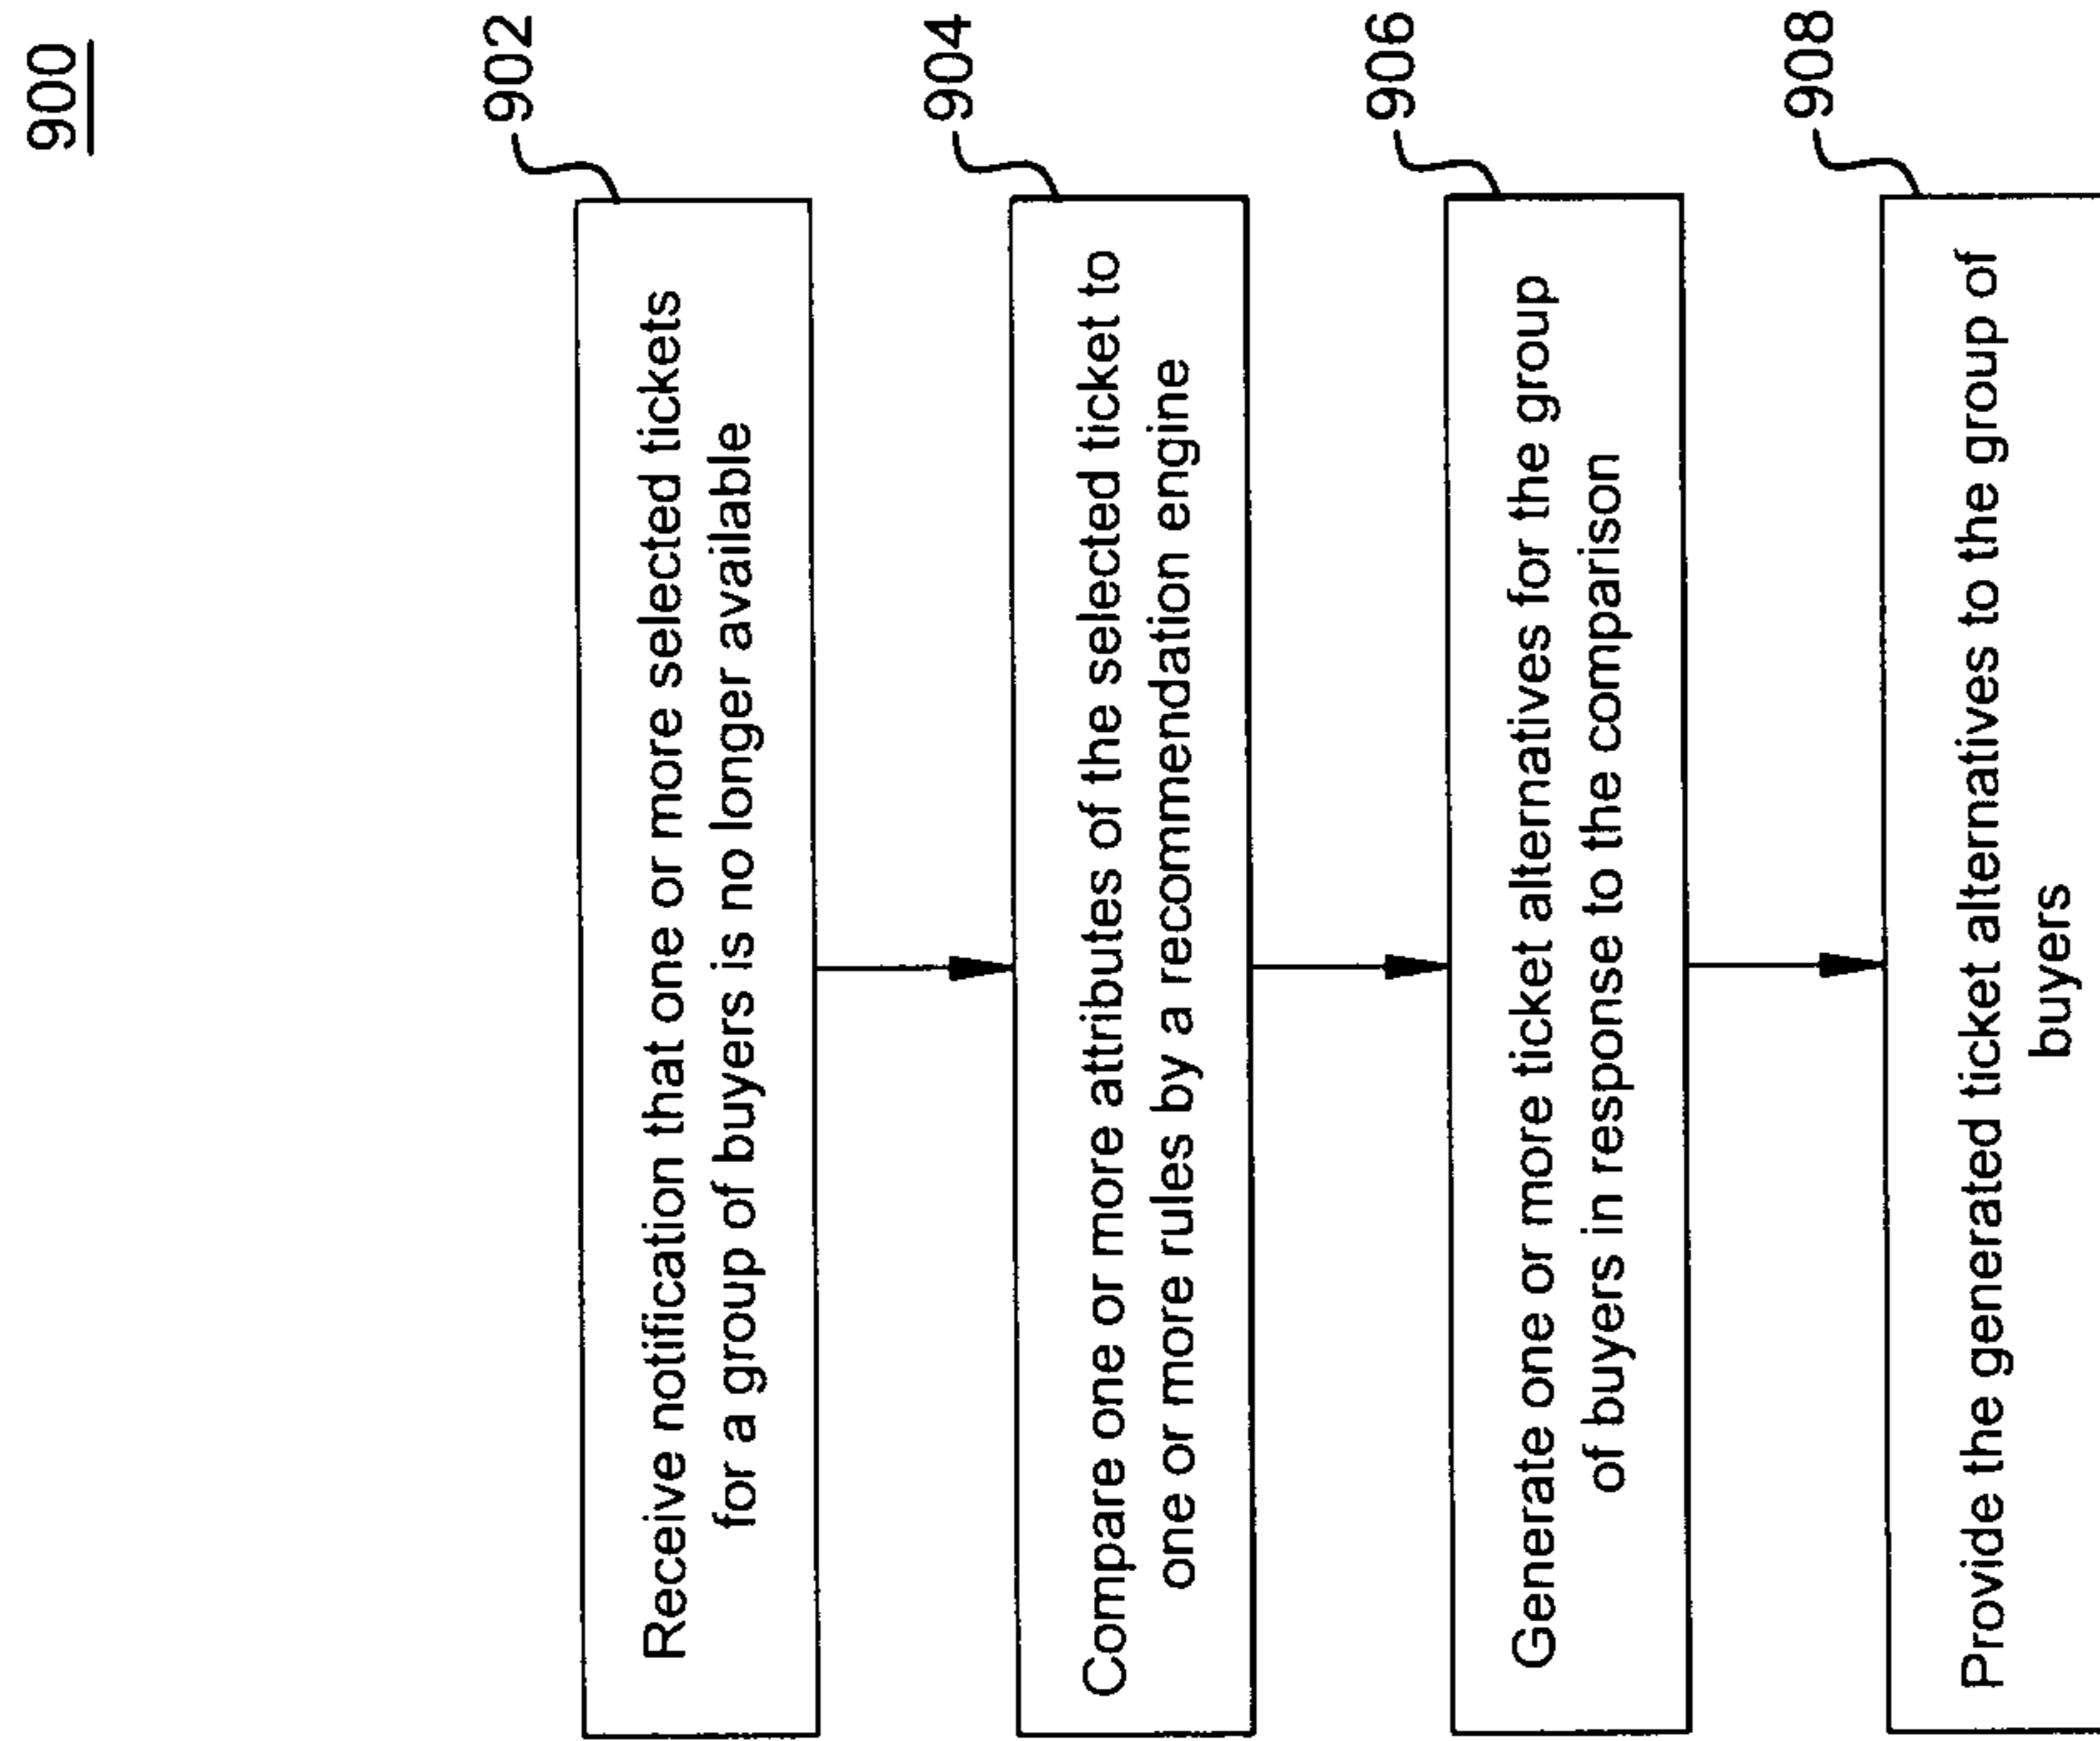 900
902
Receive notification that one or more selected tickets
for a group of buyers is no longer available
904
Compare one or more attributes of the selected ticket to
one or more rules by a recommendation engine
906
Generate one or more ticket alternatives for the group
of buyers in response to the comparison
908
Provide the generated ticket alternatives to the group of
buyers